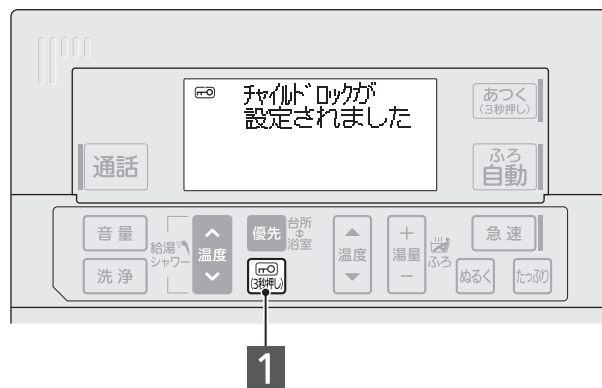 チャイルドロックが
設定されました
あつく
(3秒押し)
通話
ふろ
自動
音量
洗浄
給湯
シャワー
温度
優先
台所
浴室
(3秒押し)
温度
＋
湯量
−
ふろ
急速
ぬるく
たっぷり
1